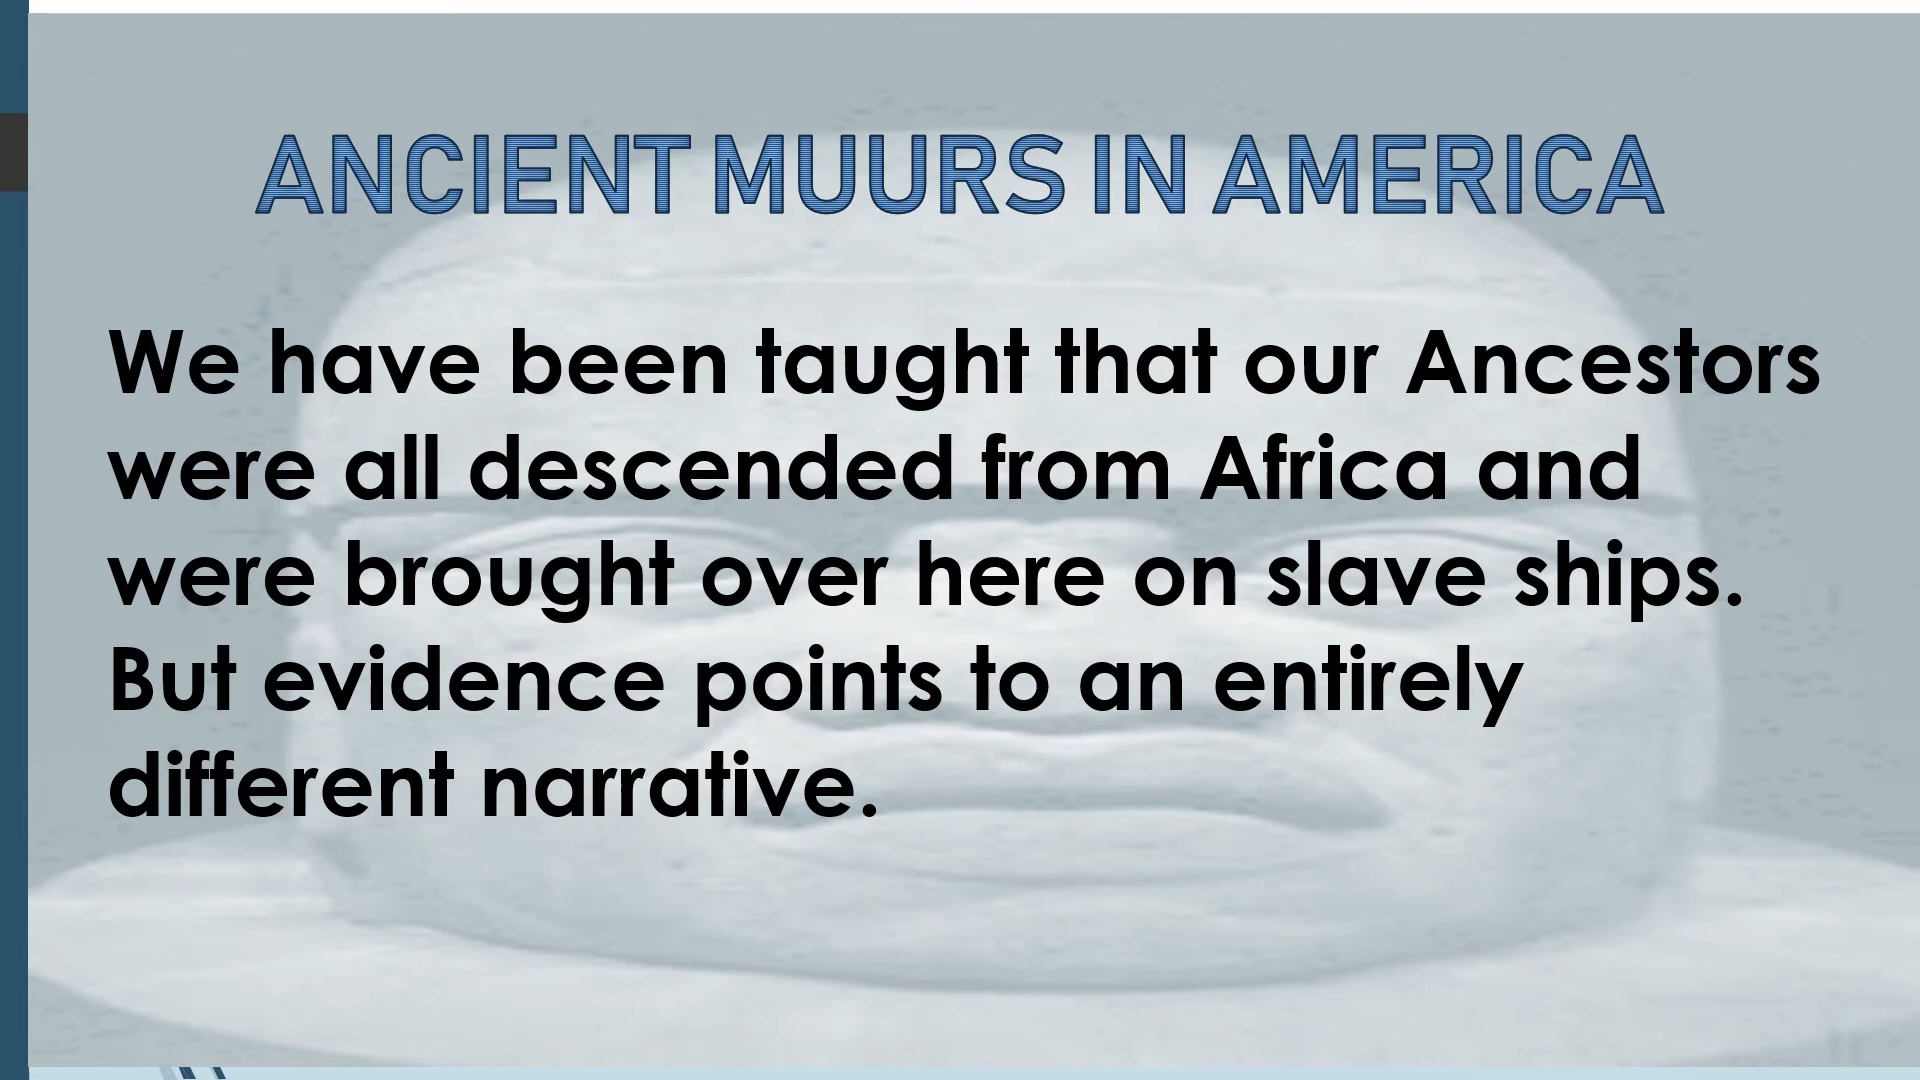 ANCIENT MUURS IN AMERICA
We have been taught that our Ancestors
were all descended from Africa and
were brought over here on slave ships.
But evidence points to an entirely
different narrative.